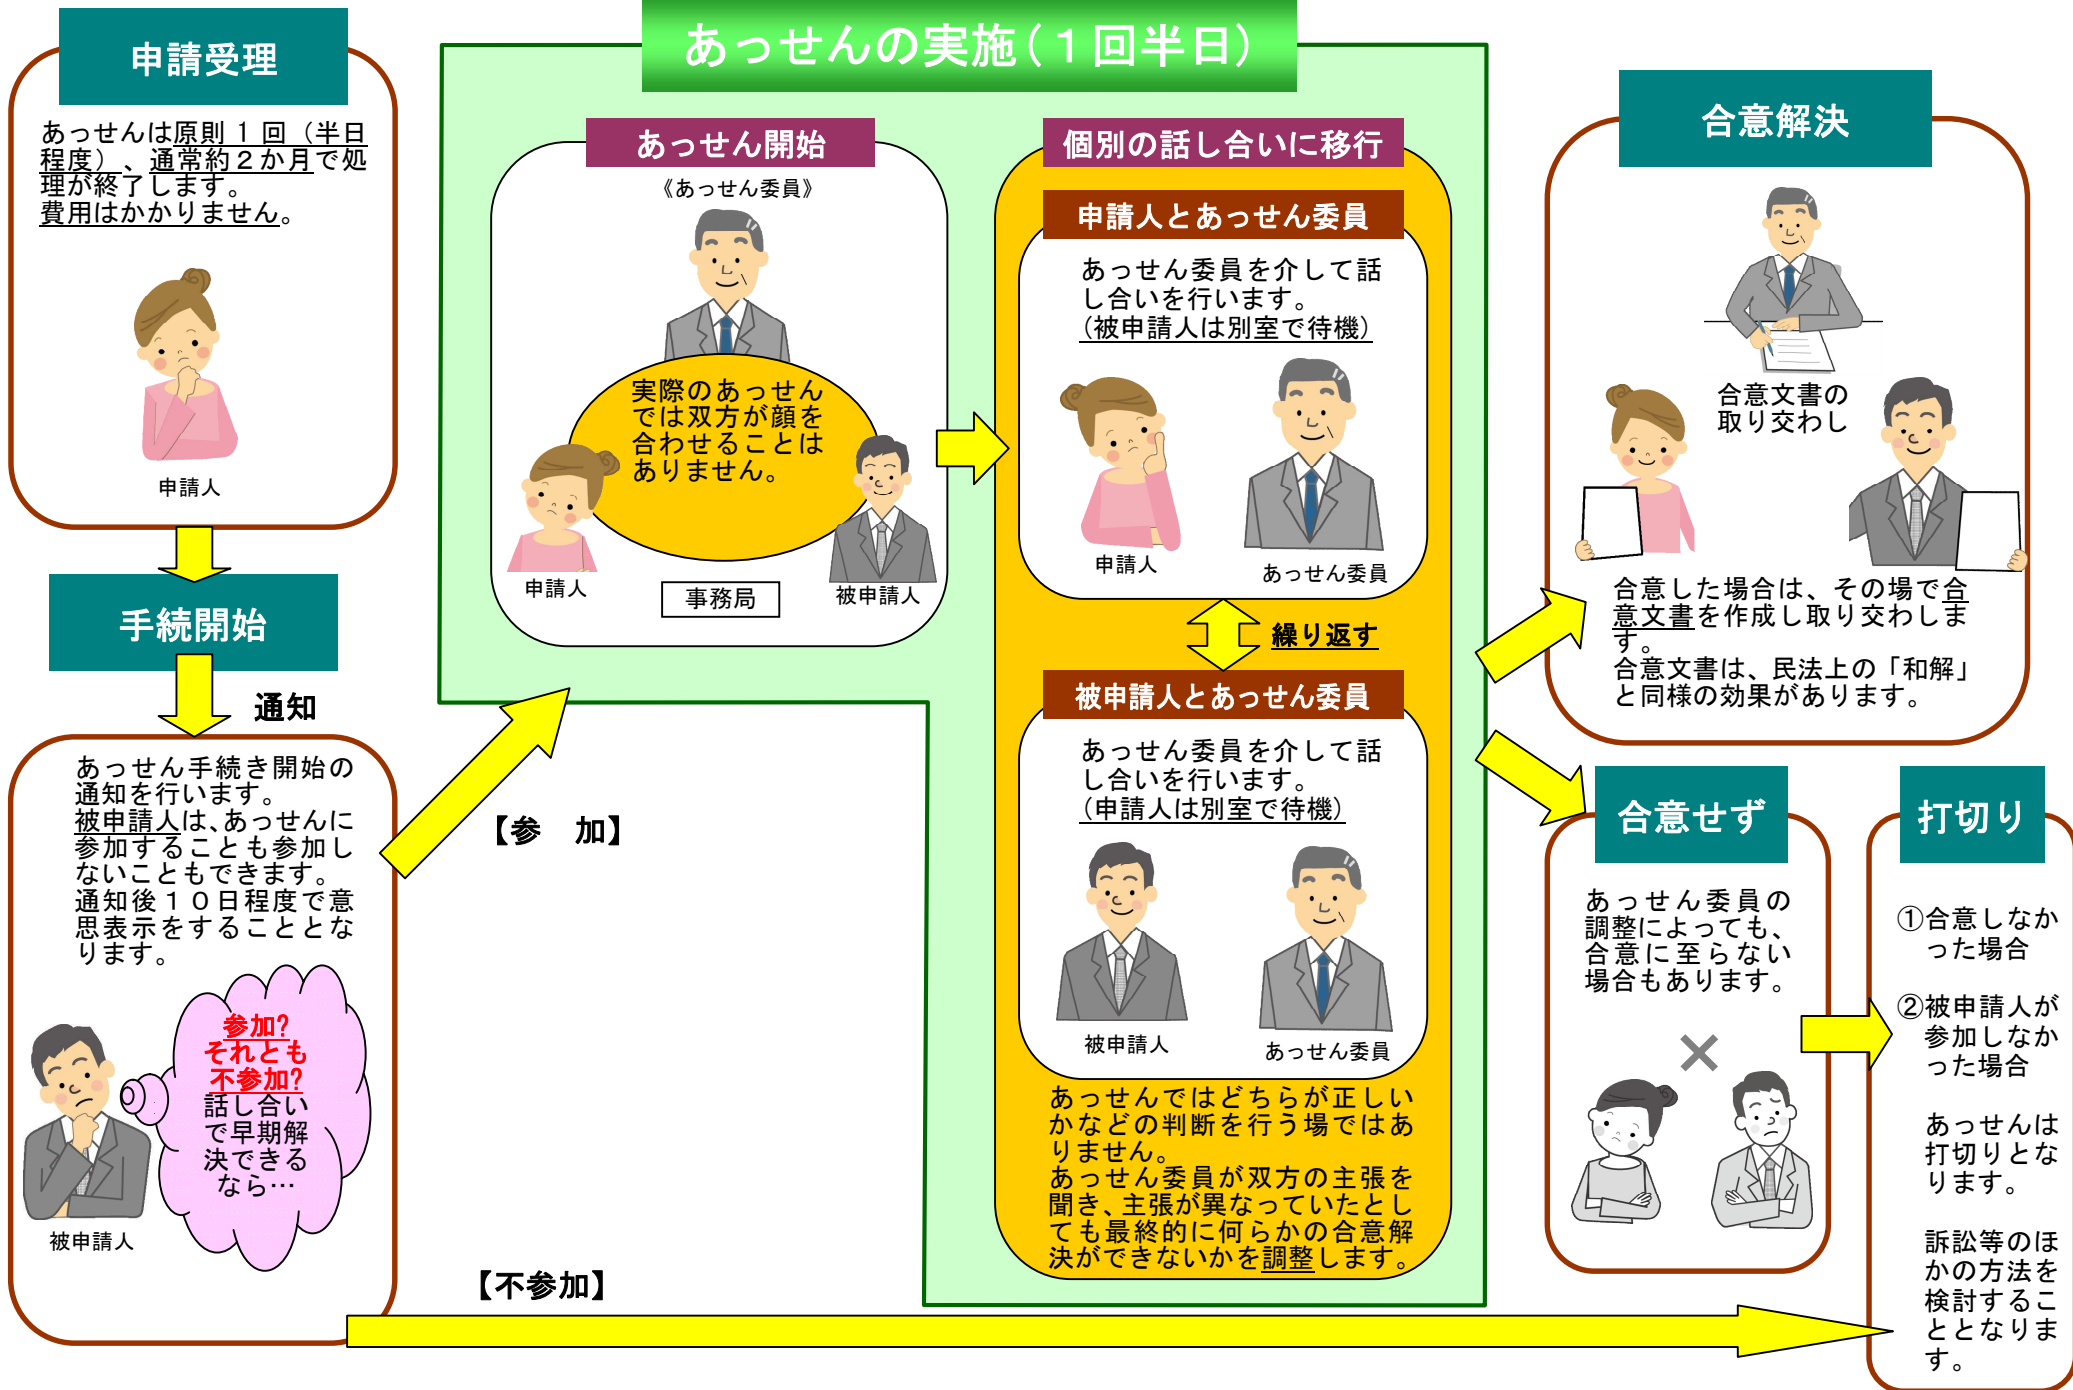 申請受理
あっせんは原則1回（半日
程度）、通常約２か月で処
理が終了します。
費用はかかりません。
申請人
手続開始
通知
あっせん手続き開始の
通知を行います。
被申請人は、あっせんに
参加することも参加し
ないこともできます。
通知後１０日程度で意
思表示をすることとな
ります。
参加?
それとも
不参加?
話し合い
で早期解
決できる
なら…
被申請人
【参　加】
【不参加】
あっせんの実施（１回半日）
あっせん開始
《あっせん委員》
実際のあっせん
では双方が顔を
合わせることは
ありません。
申請人
事務局
被申請人
個別の話し合いに移行
申請人とあっせん委員
あっせん委員を介して話
し合いを行います。
（被申請人は別室で待機）
申請人
あっせん委員
繰り返す
被申請人とあっせん委員
あっせん委員を介して話
し合いを行います。
（申請人は別室で待機）
被申請人
あっせん委員
あっせんではどちらが正しい
かなどの判断を行う場ではあ
りません。
あっせん委員が双方の主張を
聞き、主張が異なっていたとし
ても最終的に何らかの合意解
決ができないかを調整します。
合意解決
合意文書の
取り交わし
合意した場合は、その場で合
意文書を作成し取り交わしま
す。
合意文書は、民法上の「和解」
と同様の効果があります。
合意せず
あっせん委員の
調整によっても、
合意に至らない
場合もあります。
打切り
①合意しなか
った場合
②被申請人が
参加しなか
った場合
あっせんは
打切りとな
ります。
訴訟等のほ
かの方法を
検討するこ
ととなりま
す。